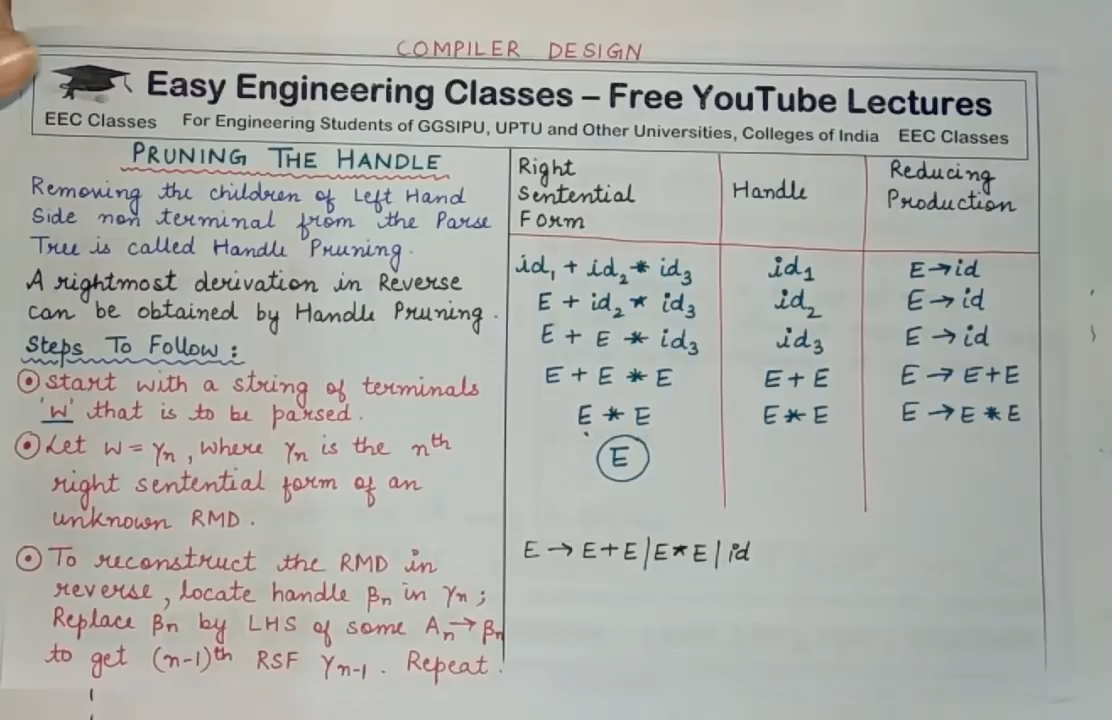 COMPILER DESIGN
Easy Engineering Classes – Free YouTube Lectures
EEC Classes For Engineering Students of GGSIPU, UPTU and Other Universities, Colleges of India EEC Classes
PRUNING THE HANDLE
Removing the children of Left Hand
Side non terminal from the Parse
Tree is called Handle Pruning.
A rightmost derivation in Reverse
can be obtained by Handle Pruning.
Steps To Follow:
⊙ Start with a string of terminals
'W' that is to be parsed.
⊙ Let W = γn, where γn is the nth
right sentential form of an
unknown RMD.
⊙ To reconstruct the RMD in
reverse, locate handle βn in γn;
Replace βn by LHS of some An→βn
to get (n-1)th RSF γn-1. Repeat.
Right Sentential Form | Handle | Reducing Production
id1 + id2 * id3 | id1 | E→id
E + id2 * id3 | id2 | E→id
E + E * id3 | id3 | E→id
E + E * E | E+E | E→E+E
E * E | E*E | E→E*E
E
E → E+E|E*E|id